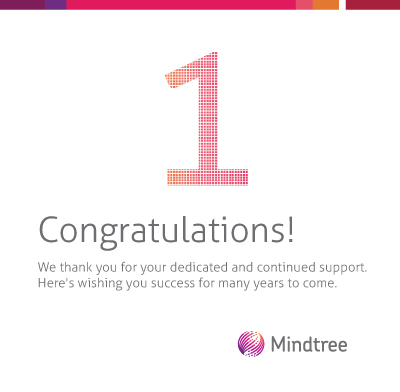 1
Congratulations!
We thank you for your dedicated and continued support.
Here's wishing you success for many years to come.
Mindtree